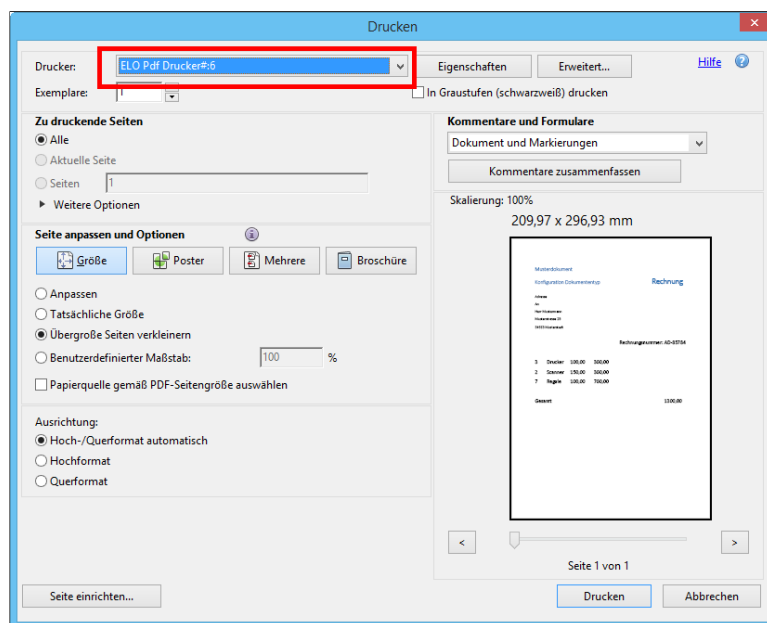 Drucken
Drucker:
ELO Pdf Drucker#:6
Eigenschaften
Erweitert...
Hilfe
Exemplare:
1
In Graustufen (schwarzweiß) drucken
Zu druckende Seiten
Alle
Aktuelle Seite
Seiten
1
Weitere Optionen
Kommentare und Formulare
Dokument und Markierungen
Kommentare zusammenfassen
Skalierung: 100%
209,97 x 296,93 mm
Seite anpassen und Optionen
Größe
Poster
Mehrere
Broschüre
Anpassen
Tatsächliche Größe
Übergroße Seiten verkleinern
Benutzerdefinierter Maßstab:
100
%
Papierquelle gemäß PDF-Seitengröße auswählen
Ausrichtung:
Hoch-/Querformat automatisch
Hochformat
Querformat
Musterdokument
Konfiguration Dokumententyp
Rechnung
Rechnungsnummer: AD-85784
3 Drucker 100,00 300,00
2 Scanner 150,00 300,00
7 Regale 100,00 700,00
Gesamt 1300,00
<
>
Seite 1 von 1
Seite einrichten...
Drucken
Abbrechen